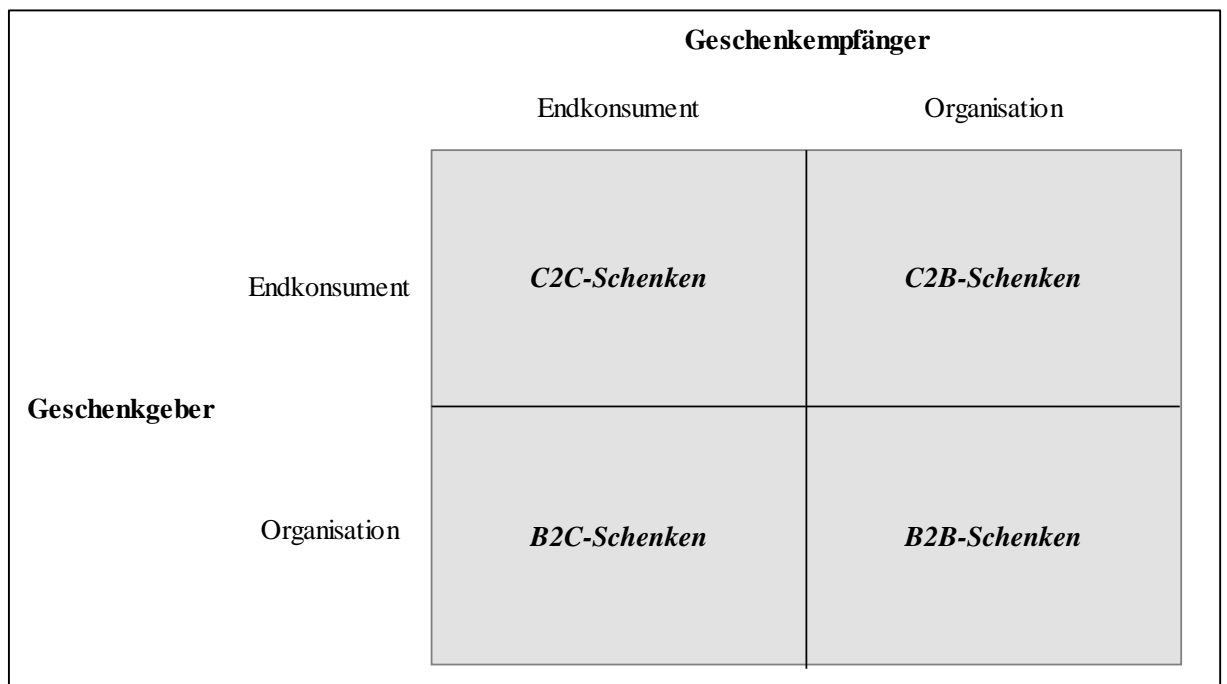 Geschenkempfänger
Endkonsument Organisation
Endkonsument C2C-Schenken C2B-Schenken
Geschenkgeber
Organisation B2C-Schenken B2B-Schenken